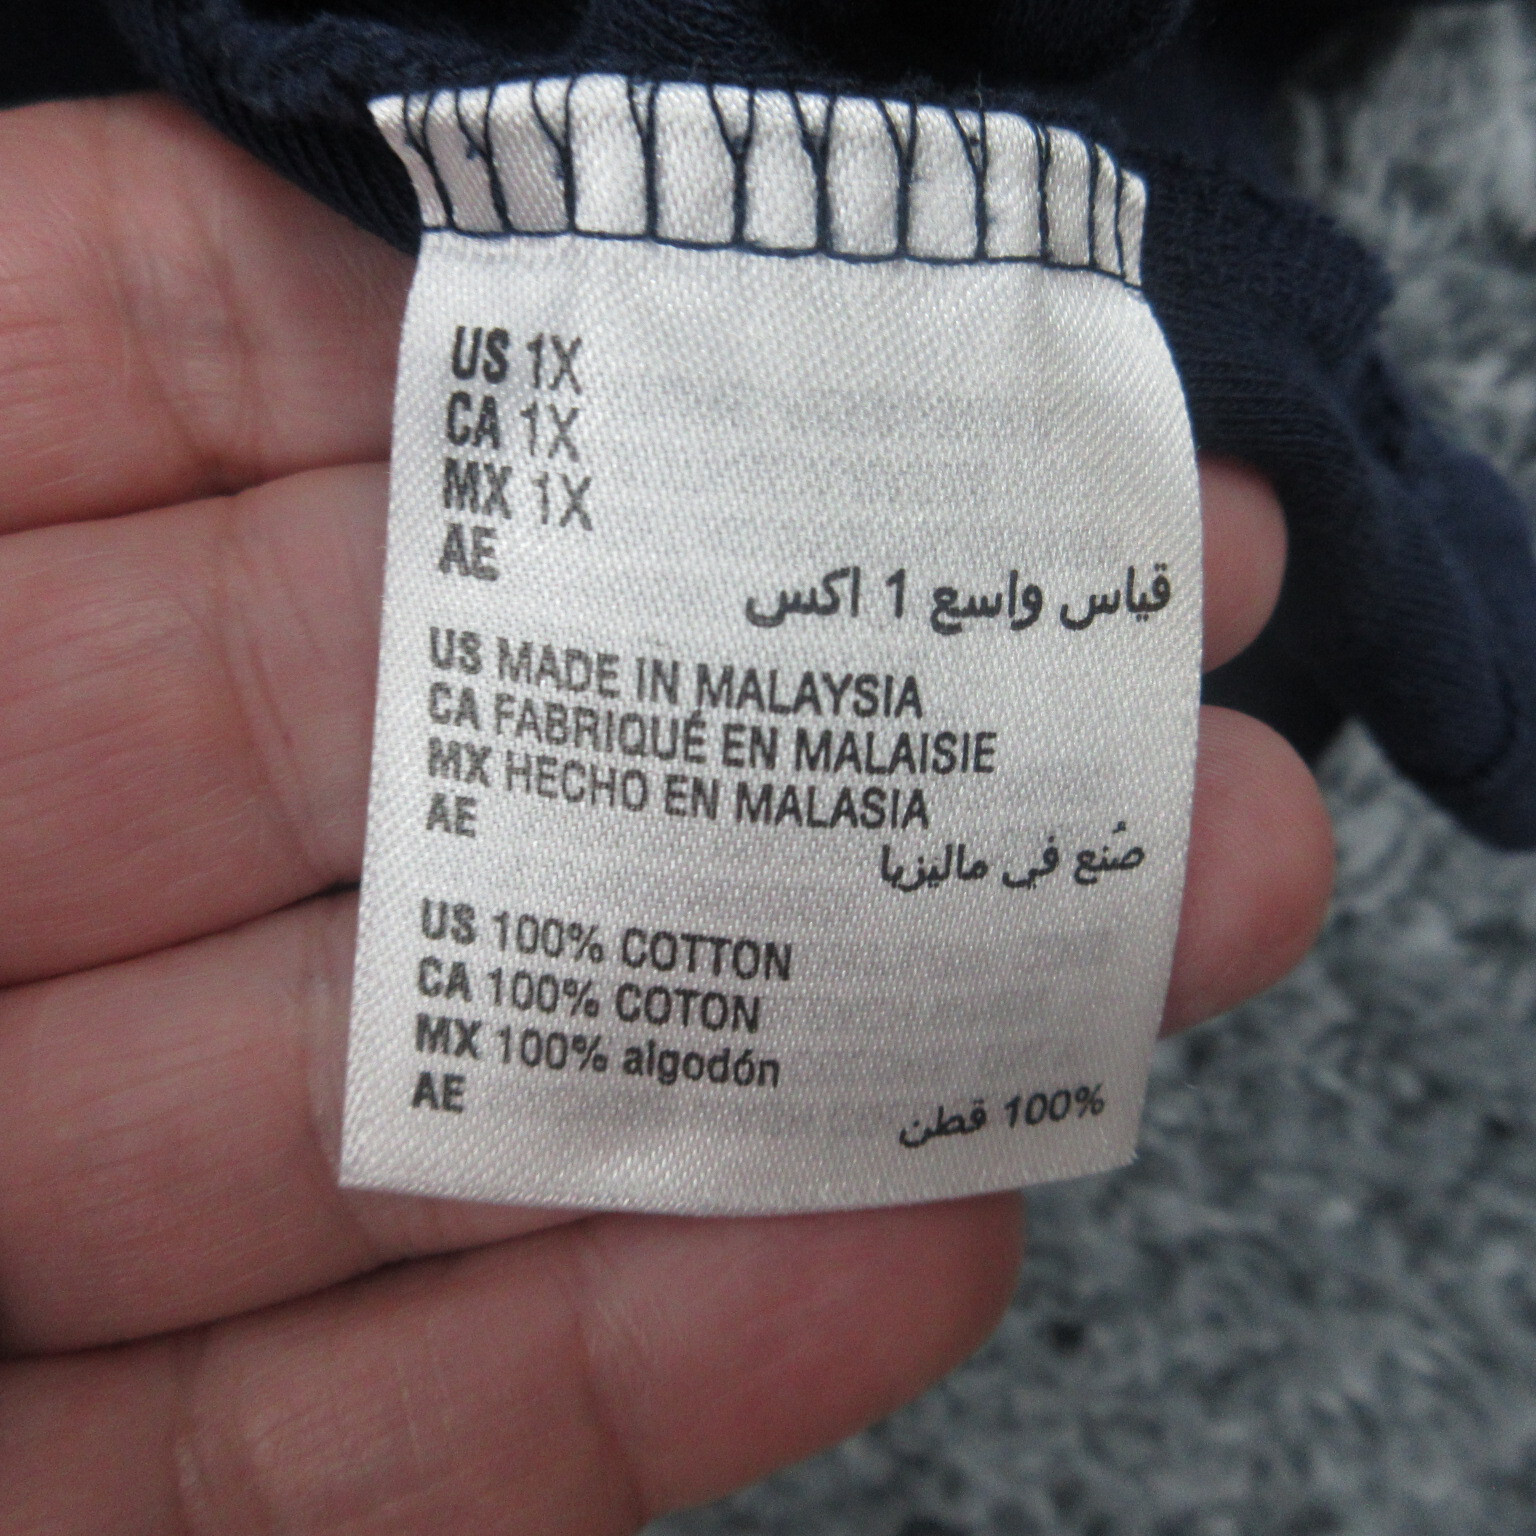 US 1X
CA 1X
MX 1X
AE
قياس واسع 1 اكس
US MADE IN MALAYSIA
CA FABRIQUÉ EN MALAISIE
MX HECHO EN MALASIA
AE
صُنع في ماليزيا
US 100% COTTON
CA 100% COTON
MX 100% algodón
AE
100% قطن